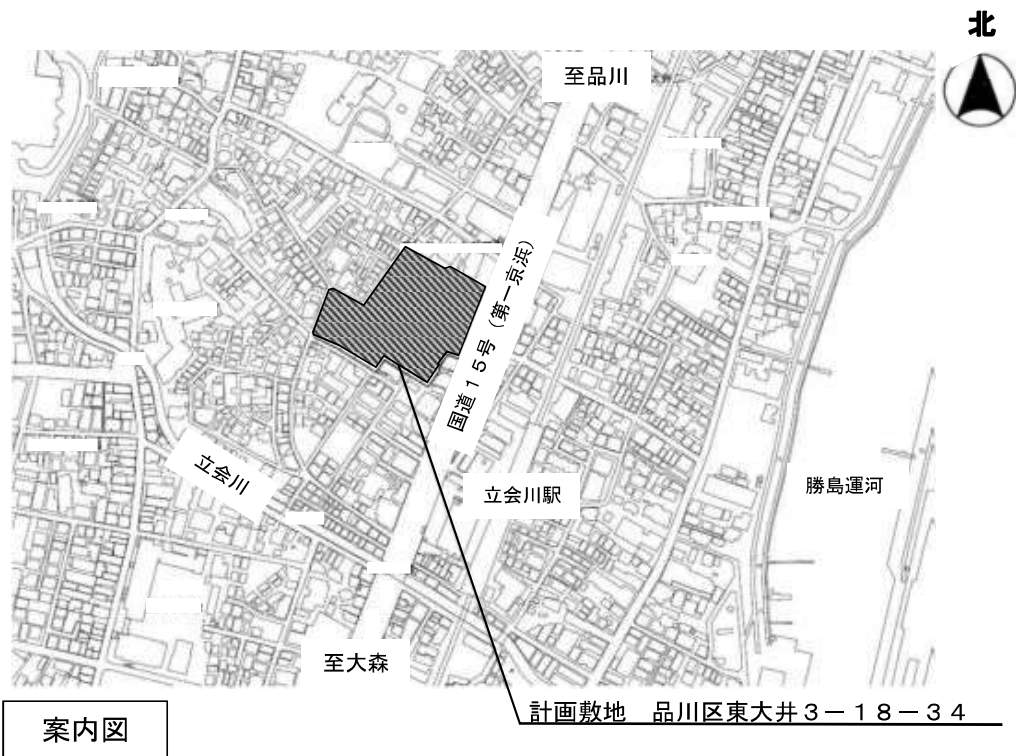 北
至品川
国道15号(第一京浜)
立会川
立会川駅
勝島運河
至大森
計画敷地　品川区東大井3-18-34
案内図